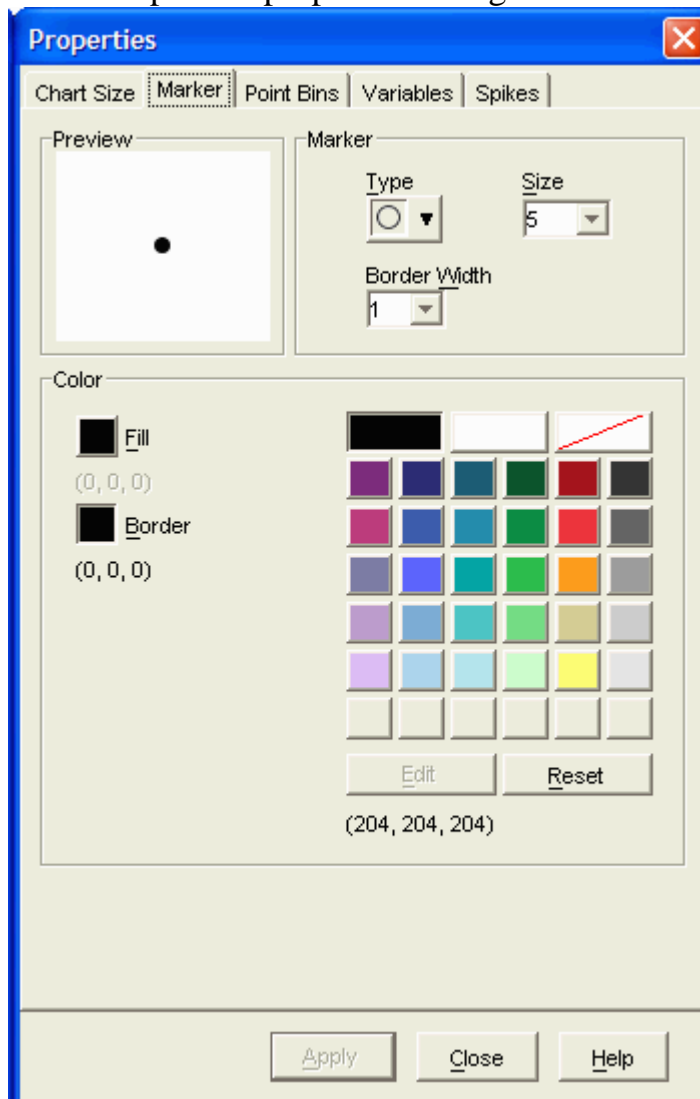 Properties
Chart Size Marker Point Bins Variables Spikes
Preview
Marker
Type Size
5
Border Width
1
Color
Fill
(0, 0, 0)
Border
(0, 0, 0)
Edit Reset
(204, 204, 204)
Apply Close Help